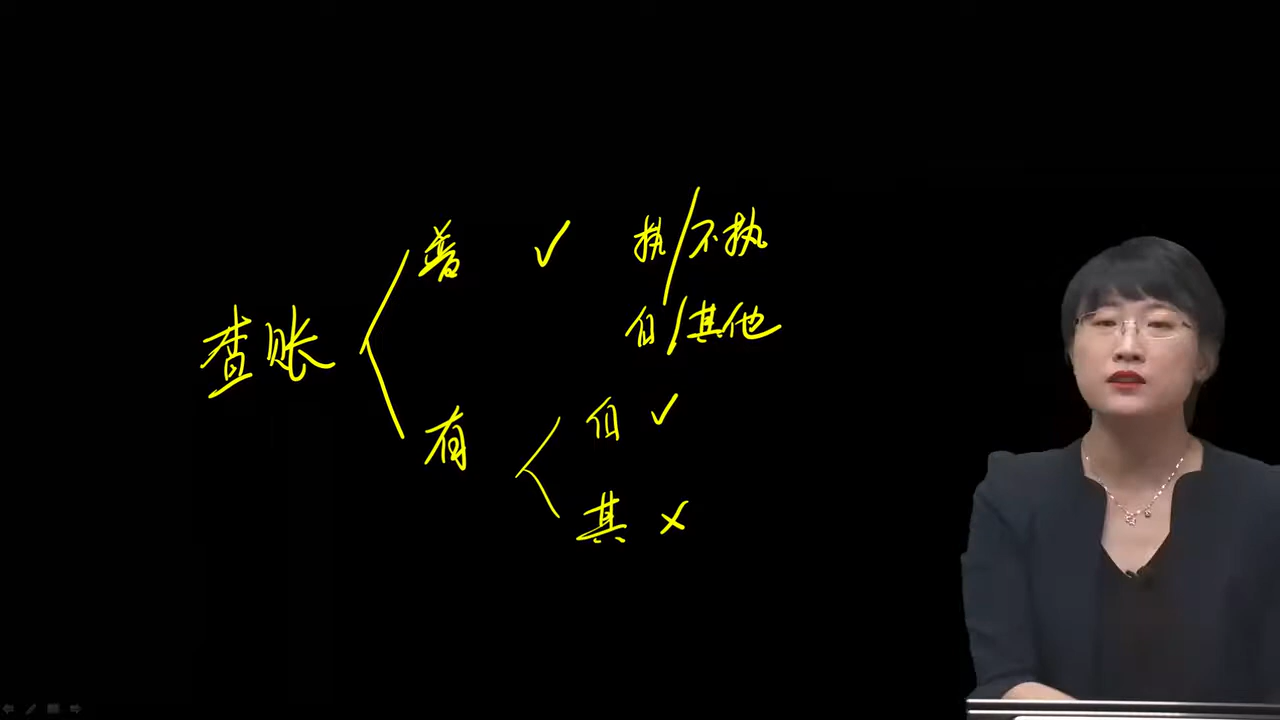 普 ✓ 执/不执
自/其他
查账
有
自 ✓
其 ×